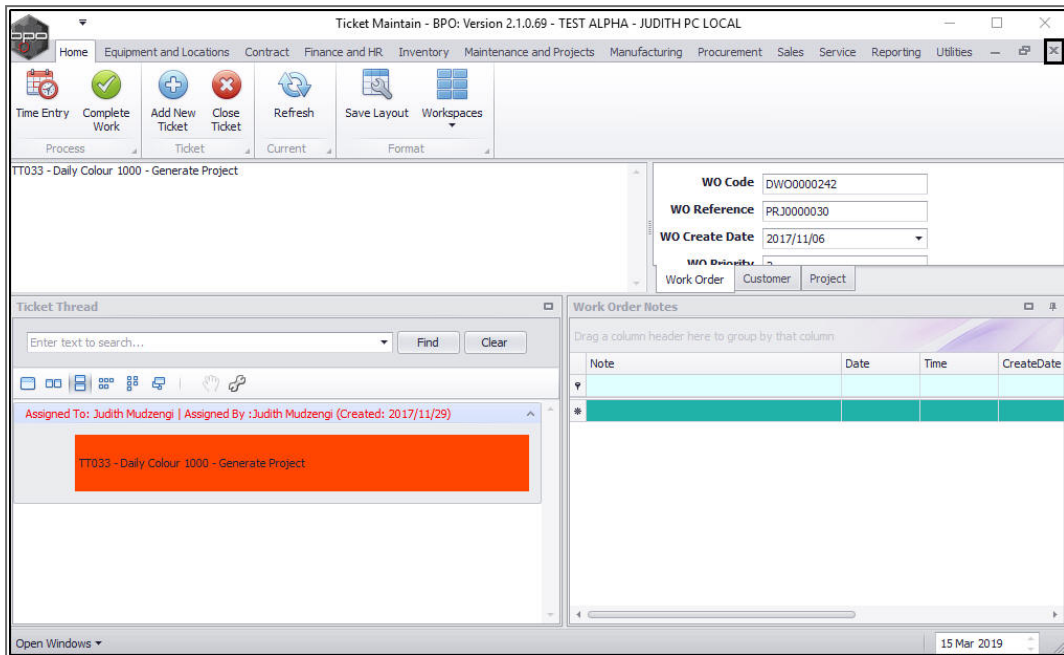 Ticket Maintain - BPO: Version 2.1.0.69 - TEST ALPHA - JUDITH PC LOCAL
bpo
Home Equipment and Locations Contract Finance and HR Inventory Maintenance and Projects Manufacturing Procurement Sales Service Reporting Utilities
Time Entry Complete Work Add New Ticket Close Ticket Refresh Save Layout Workspaces
Process Ticket Current Format
TT033 - Daily Colour 1000 - Generate Project
WO Code DWO0000242
WO Reference PRJ0000030
WO Create Date 2017/11/06
WO Priority
Work Order Customer Project
Ticket Thread
Enter text to search... Find Clear
Assigned To: Judith Mudzengi | Assigned By :Judith Mudzengi (Created: 2017/11/29)
TT033 - Daily Colour 1000 - Generate Project
Work Order Notes
Drag a column header here to group by that column
Note Date Time CreateDate
Open Windows 15 Mar 2019